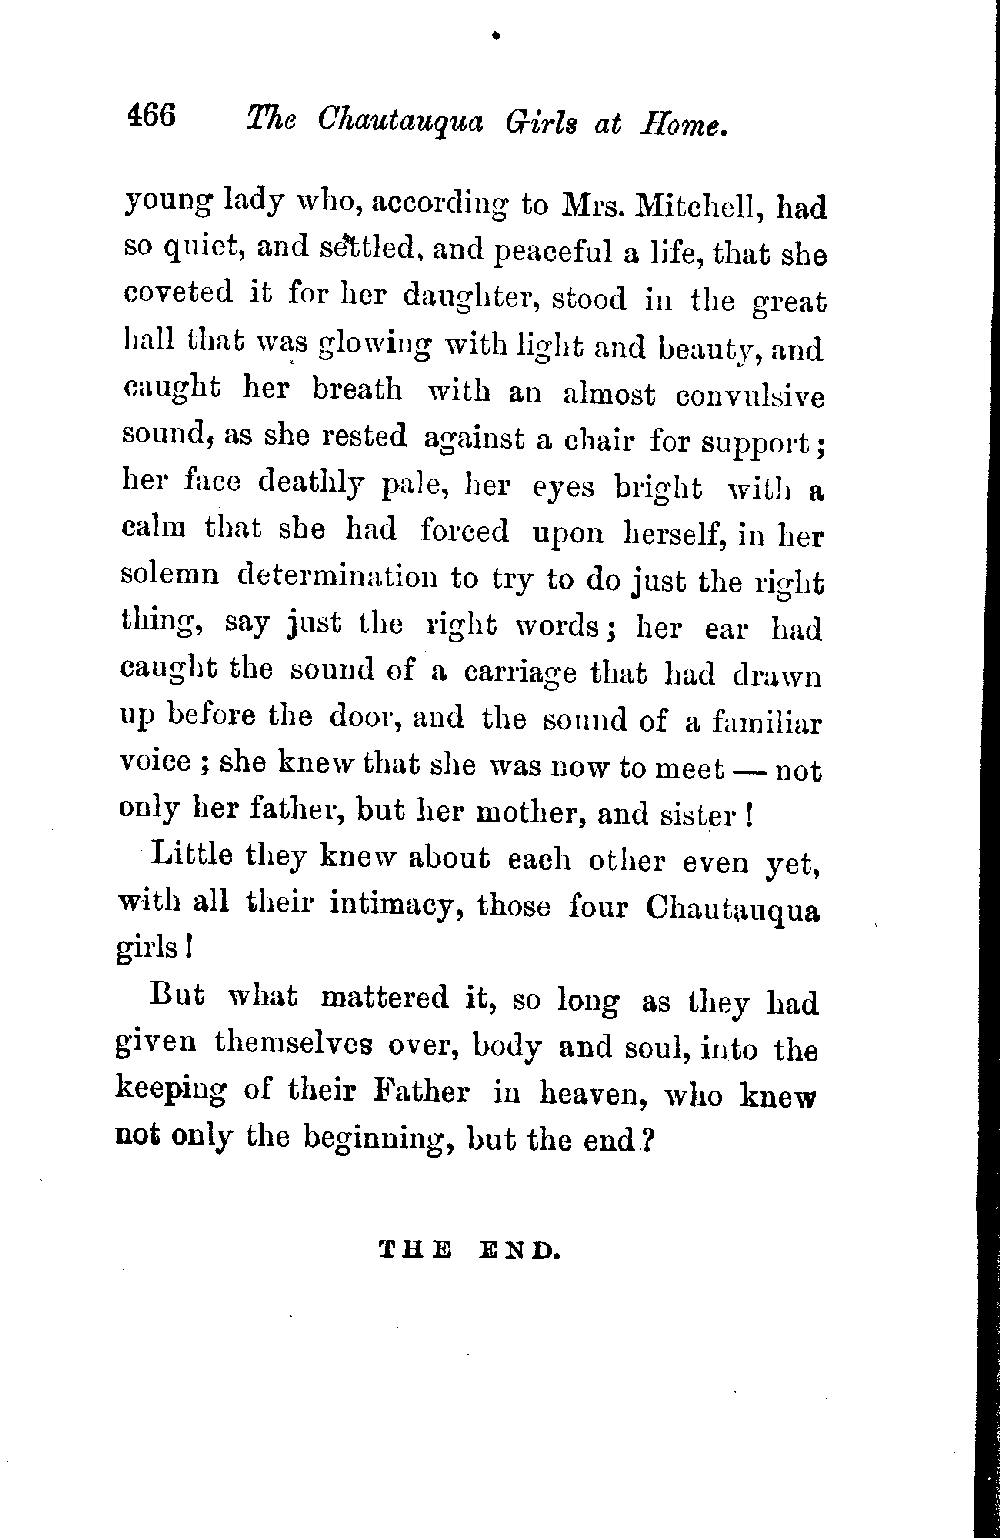 466 The Chautauqua Girls at Home.
young lady who, according to Mrs. Mitchell, had
so quiet, and settled, and peaceful a life, that she
coveted it for her daughter, stood in the great
hall that was glowing with light and beauty, and
caught her breath with an almost convulsive
sound, as she rested against a chair for support;
her face deathly pale, her eyes bright with a
calm that she had forced upon herself, in her
solemn determination to try to do just the right
thing, say just the right words; her ear had
caught the sound of a carriage that had drawn
up before the door, and the sound of a familiar
voice; she knew that she was now to meet — not
only her father, but her mother, and sister!
Little they knew about each other even yet,
with all their intimacy, those four Chautauqua
girls!
But what mattered it, so long as they had
given themselves over, body and soul, into the
keeping of their Father in heaven, who knew
not only the beginning, but the end?
THE END.